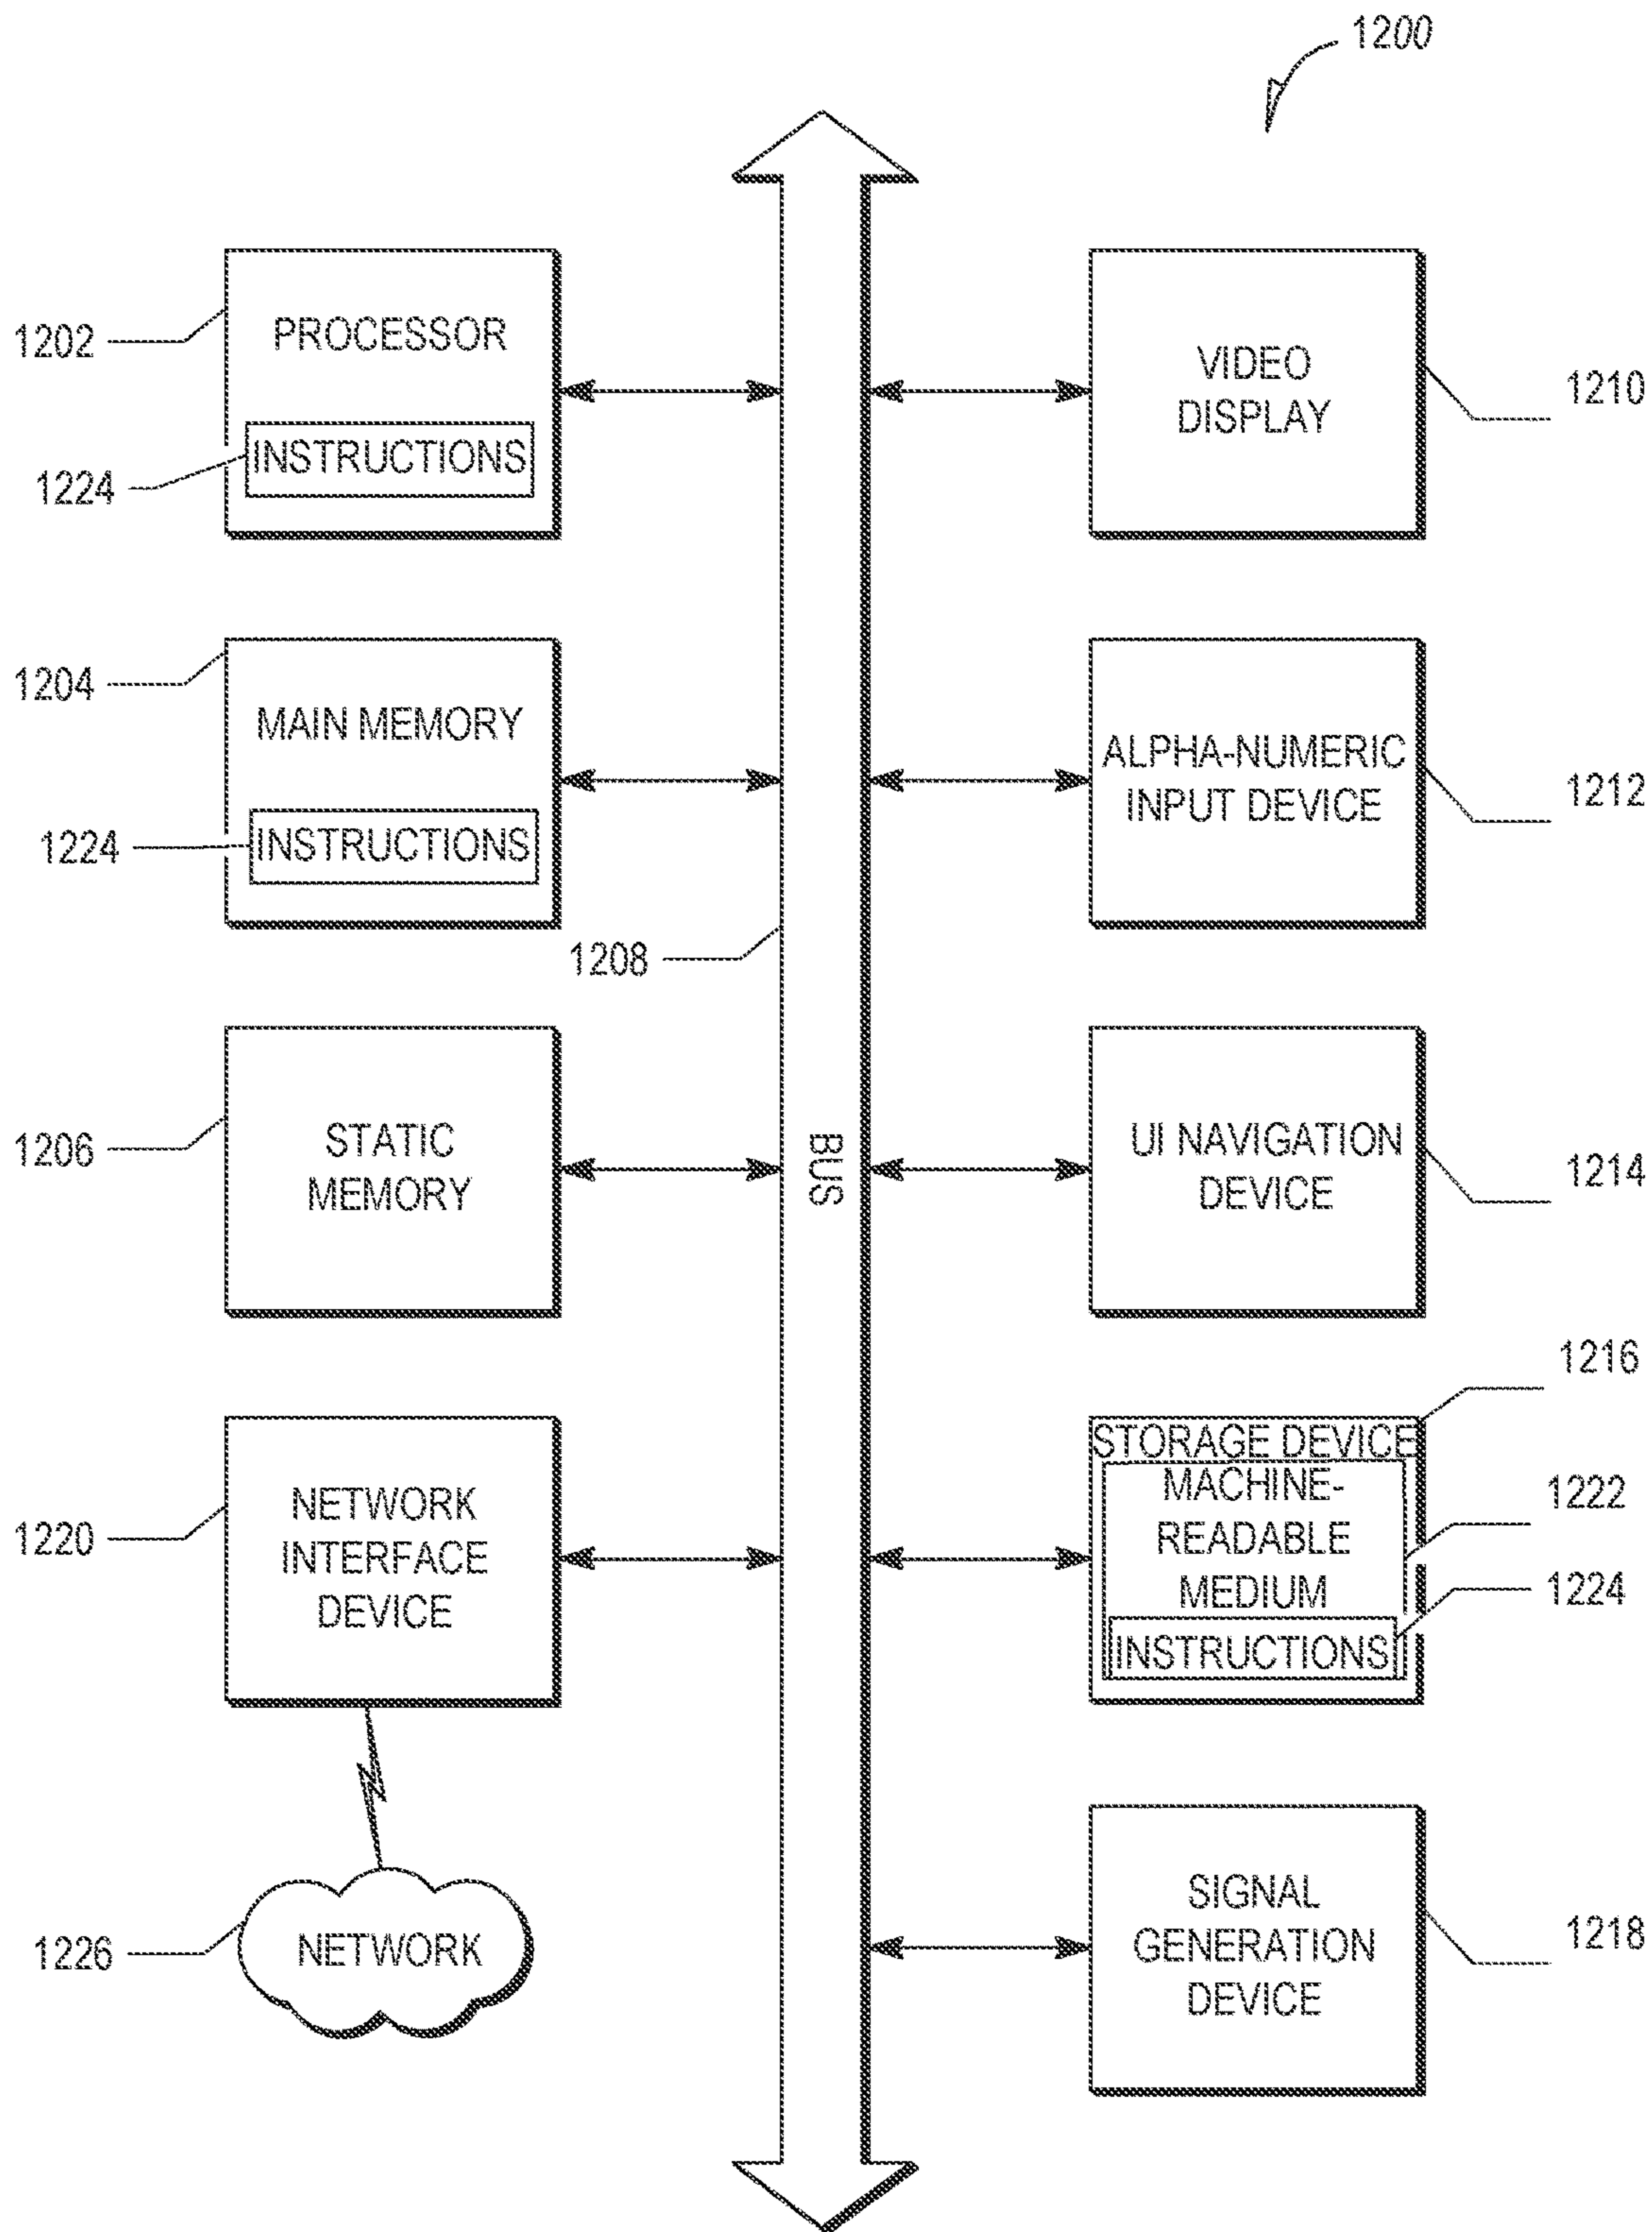 1200
1202
PROCESSOR
1224
INSTRUCTIONS
1204
MAIN MEMORY
1224
INSTRUCTIONS
1208
1206
STATIC
MEMORY
1220
NETWORK
INTERFACE
DEVICE
1226
NETWORK
BUS
VIDEO
DISPLAY
1210
ALPHA-NUMERIC
INPUT DEVICE
1212
UI NAVIGATION
DEVICE
1214
1216
STORAGE DEVICE
MACHINE-
READABLE
MEDIUM
1222
1224
INSTRUCTIONS
SIGNAL
GENERATION
DEVICE
1218